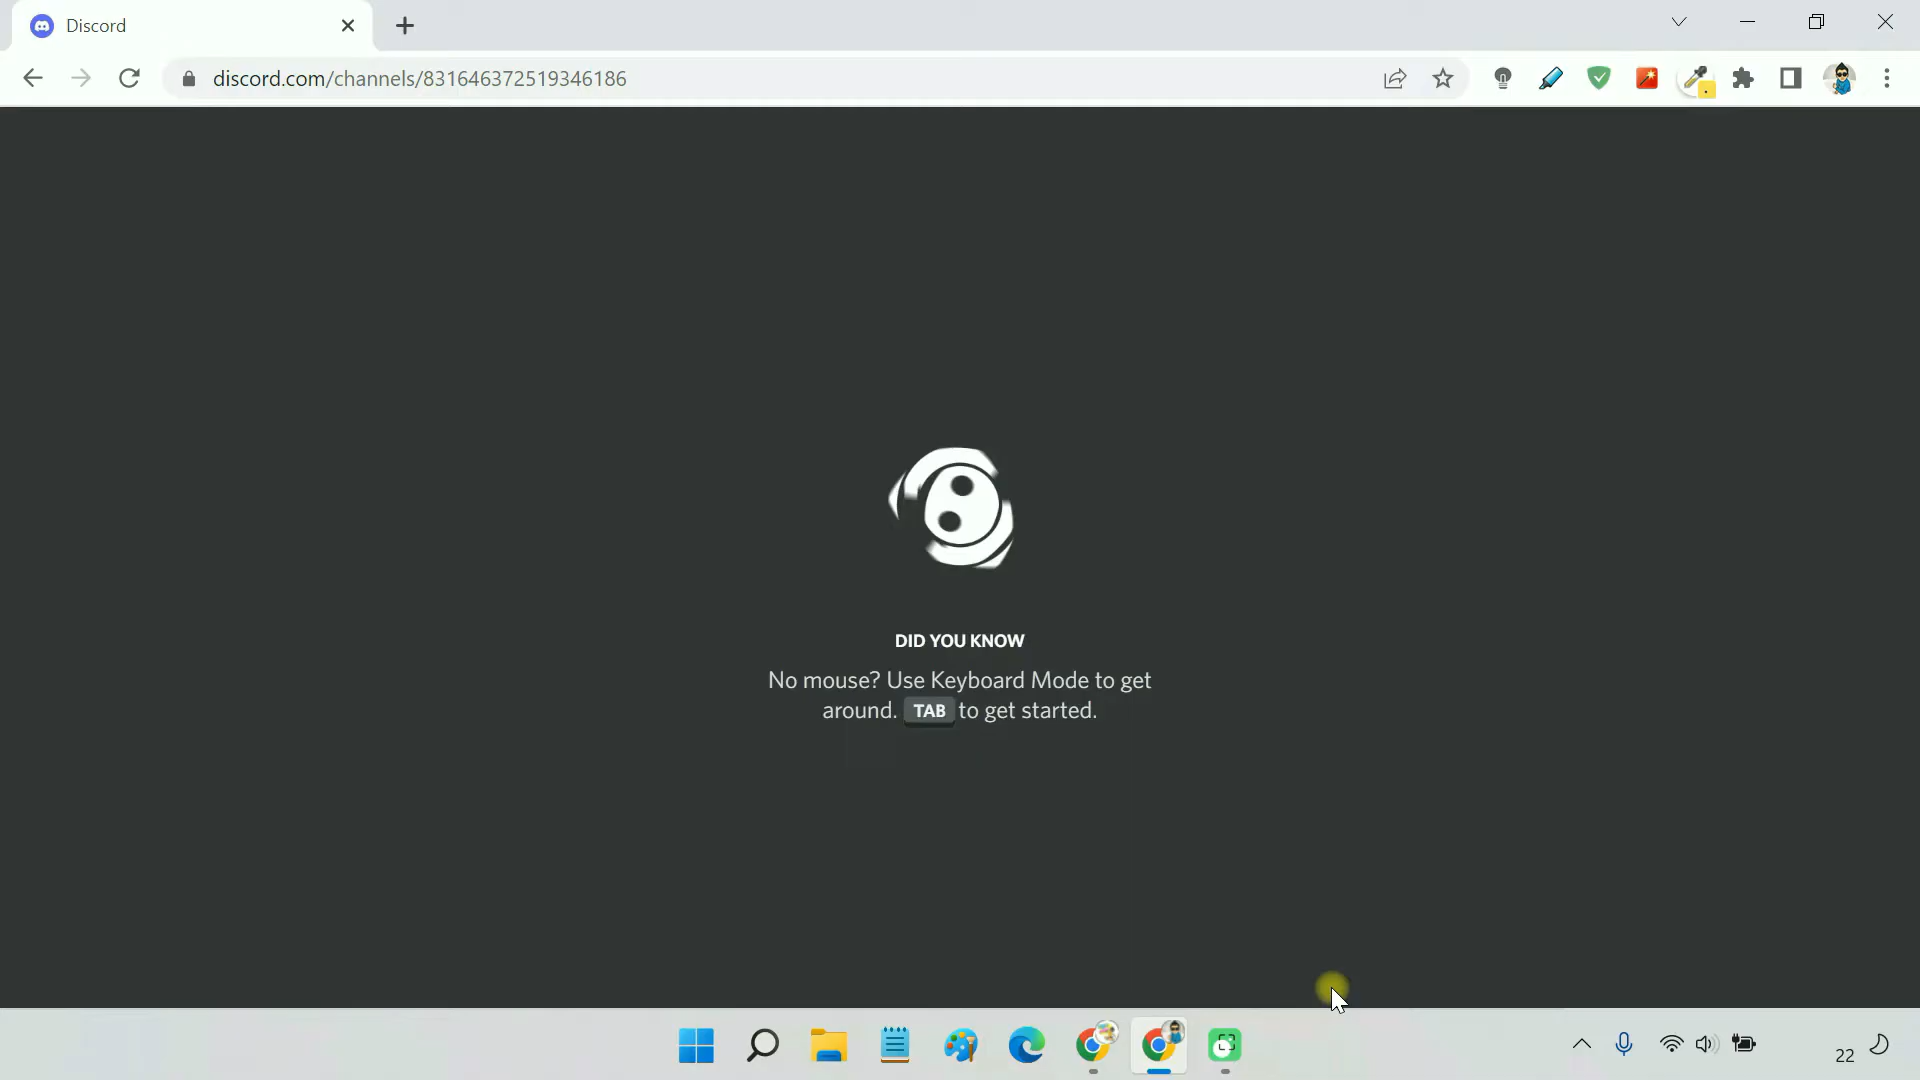 Discord
discord.com/channels/831646372519346186
DID YOU KNOW
No mouse? Use Keyboard Mode to get
around. TAB to get started.
22